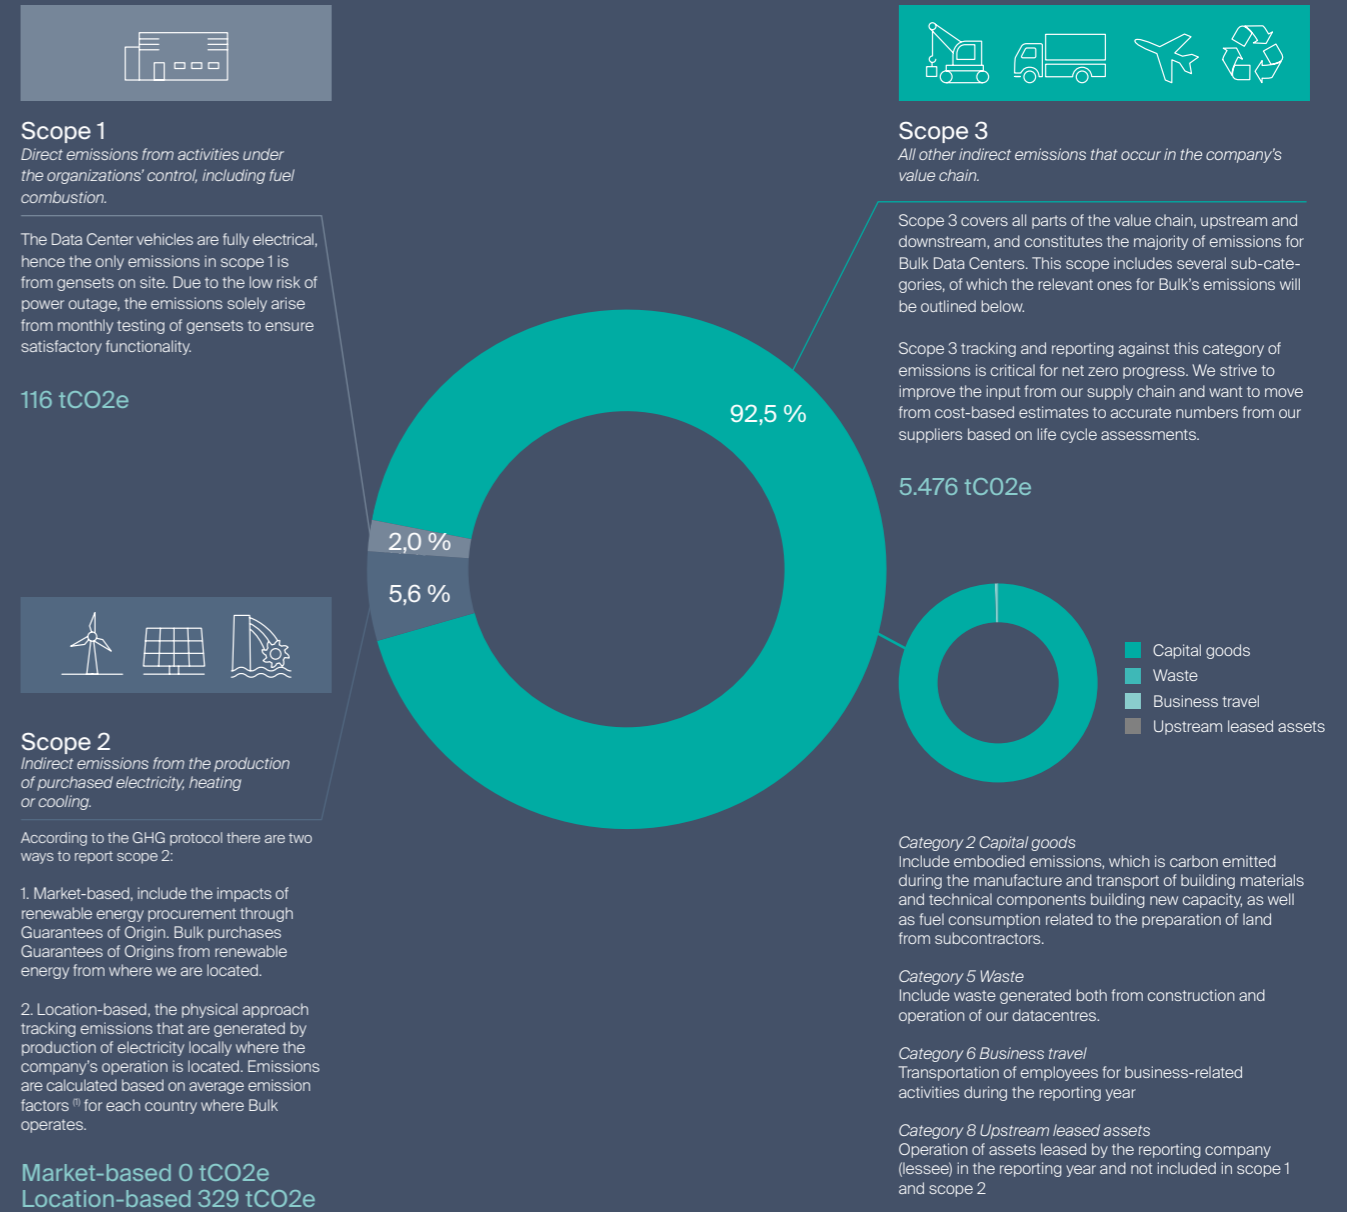 Scope 1
Direct emissions from activities under
the organizations' control, including fuel
combustion.
The Data Center vehicles are fully electrical,
hence the only emissions in scope 1 is
from gensets on site. Due to the low risk of
power outage, the emissions solely arise
from monthly testing of gensets to ensure
satisfactory functionality.
116 tCO2e
Scope 2
Indirect emissions from the production
of purchased electricity, heating
or cooling.
According to the GHG protocol there are two
ways to report scope 2:
1. Market-based, include the impacts of
renewable energy procurement through
Guarantees of Origin. Bulk purchases
Guarantees of Origins from renewable
energy from where we are located.
2. Location-based, the physical approach
tracking emissions that are generated by
production of electricity locally where the
company's operation is located. Emissions
are calculated based on average emission
factors (1) for each country where Bulk
operates.
Market-based 0 tCO2e
Location-based 329 tCO2e
92,5 %
2,0 %
5,6 %
Scope 3
All other indirect emissions that occur in the company's
value chain.
Scope 3 covers all parts of the value chain, upstream and
downstream, and constitutes the majority of emissions for
Bulk Data Centers. This scope includes several sub-cate-
gories, of which the relevant ones for Bulk's emissions will
be outlined below.
Scope 3 tracking and reporting against this category of
emissions is critical for net zero progress. We strive to
improve the input from our supply chain and want to move
from cost-based estimates to accurate numbers from our
suppliers based on life cycle assessments.
5.476 tC02e
Capital goods
Waste
Business travel
Upstream leased assets
Category 2 Capital goods
Include embodied emissions, which is carbon emitted
during the manufacture and transport of building materials
and technical components building new capacity, as well
as fuel consumption related to the preparation of land
from subcontractors.
Category 5 Waste
Include waste generated both from construction and
operation of our datacentres.
Category 6 Business travel
Transportation of employees for business-related
activities during the reporting year
Category 8 Upstream leased assets
Operation of assets leased by the reporting company
(lessee) in the reporting year and not included in scope 1
and scope 2